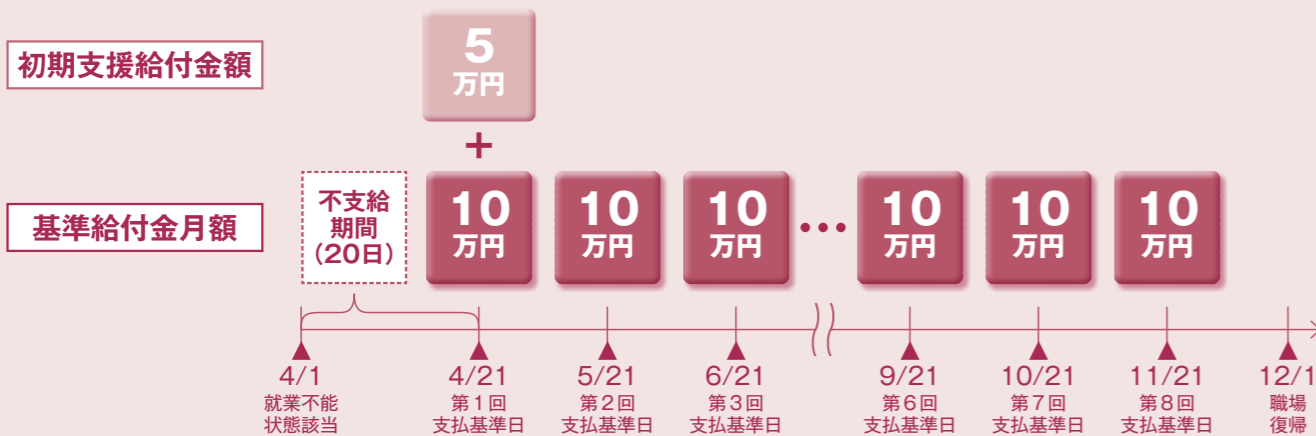 初期支援給付金額
5
万円
+
基準給付金月額
不支給
期間
(20日)
10
万円
10
万円
10
万円
•••
10
万円
10
万円
10
万円
4/1
就業不能
状態該当
4/21
第1回
支払基準日
5/21
第2回
支払基準日
6/21
第3回
支払基準日
9/21
第6回
支払基準日
10/21
第7回
支払基準日
11/21
第8回
支払基準日
12/1
職場
復帰